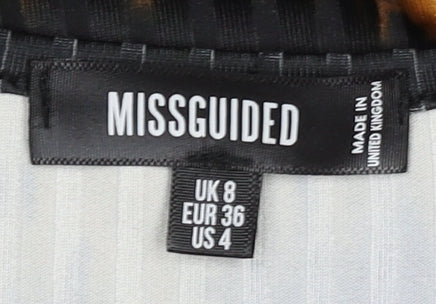 MISSGUIDED
MADE IN
UNITED KINGDOM
UK 8
EUR 36
US 4